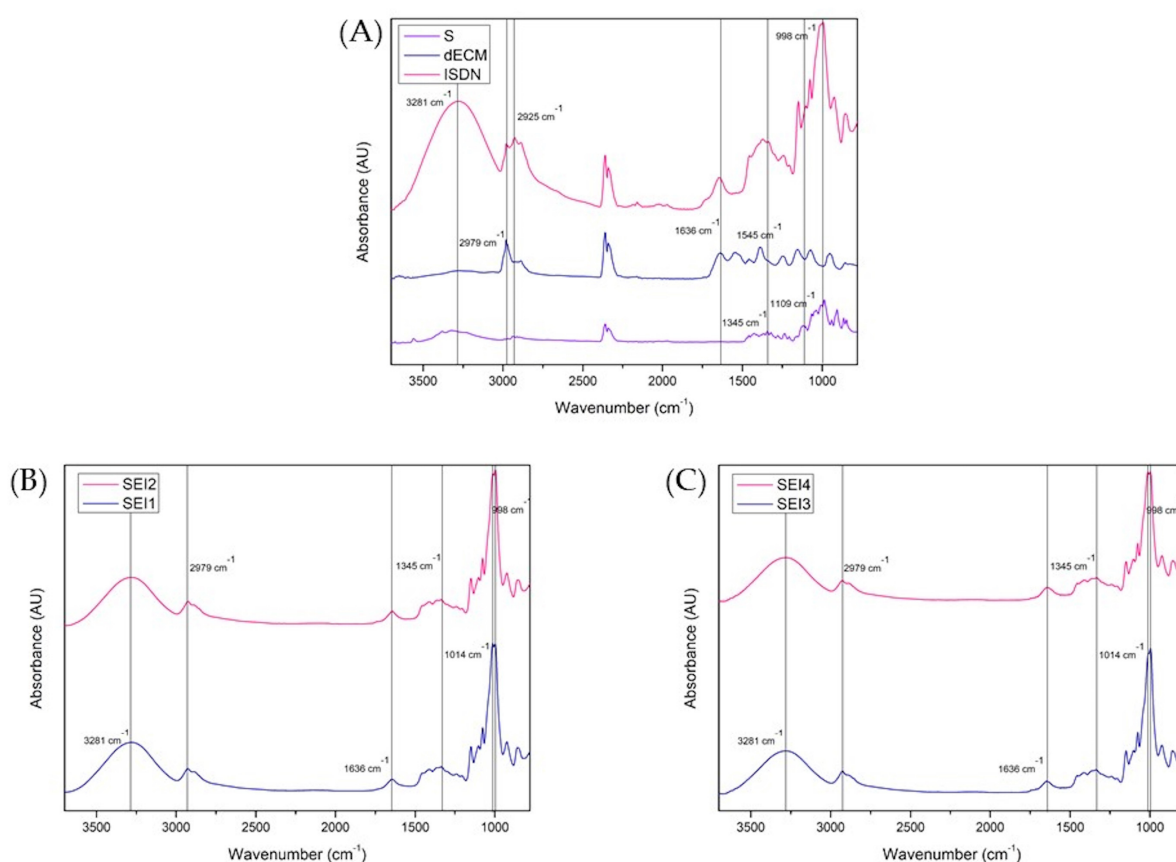 (A)
S
dECM
ISDN
998 cm⁻¹
3281 cm⁻¹
2925 cm⁻¹
2979 cm⁻¹
1636 cm⁻¹
1545 cm⁻¹
1345 cm⁻¹
1109 cm⁻¹
Absorbance (AU)
3500 3000 2500 2000 1500 1000
Wavenumber (cm⁻¹)
(B)
SEI2
SEI1
998 cm⁻¹
2979 cm⁻¹
1345 cm⁻¹
1014 cm⁻¹
3281 cm⁻¹
1636 cm⁻¹
Absorbance (AU)
3500 3000 2500 2000 1500 1000
Wavenumber (cm⁻¹)
(C)
SEI4
SEI3
998 cm
2979 cm⁻¹
1345 cm⁻¹
1014 cm⁻¹
3281 cm⁻¹
1636 cm⁻¹
Absorbance (AU)
3500 3000 2500 2000 1500 1000
Wavenumber (cm⁻¹)